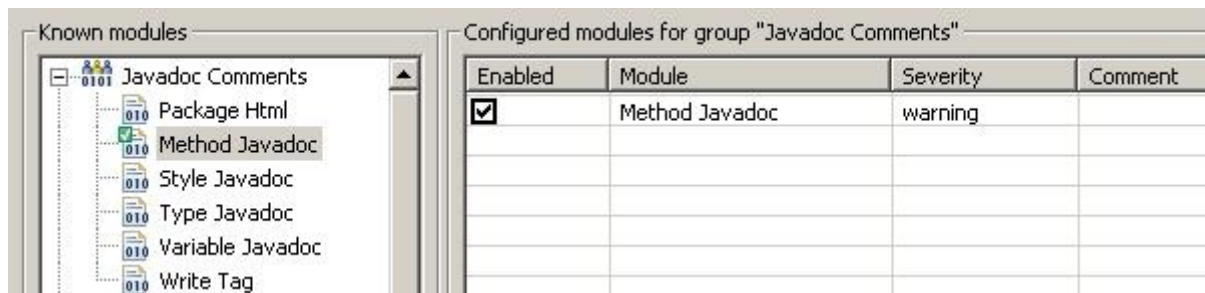 Known modules
Javadoc Comments
Package Html
Method Javadoc
Style Javadoc
Type Javadoc
Variable Javadoc
Write Tag
Configured modules for group "Javadoc Comments"
Enabled Module Severity Comment
Method Javadoc warning